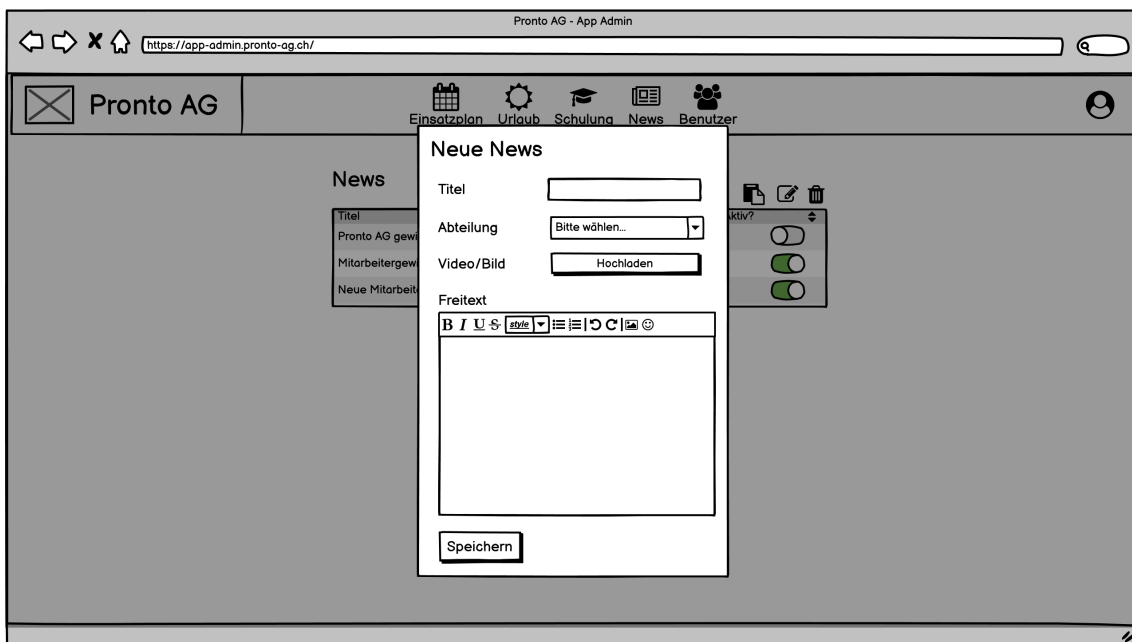 Pronto AG - App Admin
https://app-admin.pronto-ag.ch/
Pronto AG
Einsatzplan Urlaub Schulung News Benutzer
Neue News
News
Titel
Abteilung
Bitte wählen...
Video/Bild
Hochladen
Freitext
B I U S style
Speichern
Titel
Aktiv?
Pronto AG gewi
Mitarbeitergew
Neue Mitarbeit